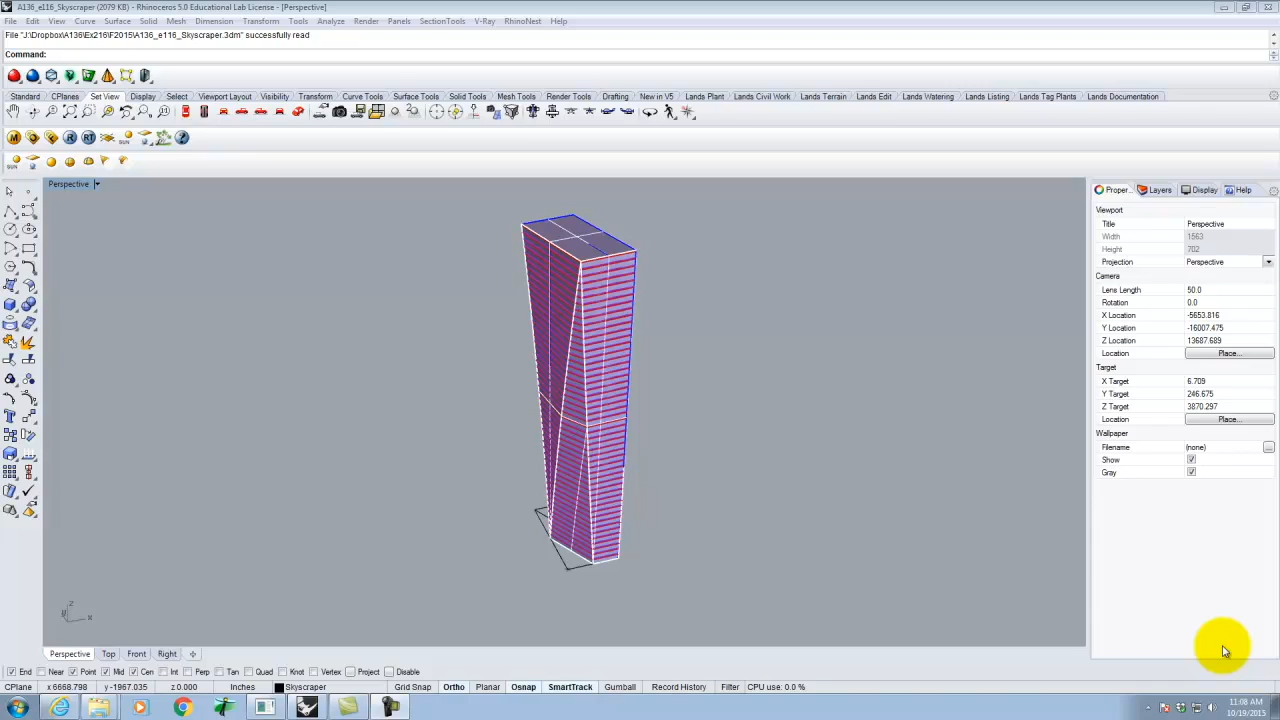 A136_e116_Skyscraper (2079 KB) - Rhinoceros 5.0 Educational Lab License - [Perspective]
File Edit View Curve Surface Solid Mesh Dimension Transform Tools Analyze Render Panels SectionTools V-Ray RhinoNest Help
File "J:\Dropbox\A136\Ex216\F2015\A136_e116_Skyscraper.3dm" successfully read
Command:
Standard CPlanes Set View Display Select Viewport Layout Visibility Transform Curve Tools Surface Tools Solid Tools Mesh Tools Render Tools Drafting New in V5 Lands Plant Lands Civil Work Lands Terrain Lands Edit Lands Watering Lands Listing Lands Tag Plants Lands Documentation
1:1
M R RT
SUN
SUN
Perspective
Proper... Layers Display Help
Viewport
Title Perspective
Width 1563
Height 702
Projection Perspective
Camera
Lens Length 50.0
Rotation 0.0
X Location -5653.816
Y Location -16007.475
Z Location 13687.689
Location Place...
Target
X Target 6.709
Y Target 246.675
Z Target 3870.297
Location Place...
Wallpaper
Filename (none) ...
Show
Gray
z
y x
Perspective Top Front Right
End Near Point Mid Cen Int Perp Tan Quad Knot Vertex Project Disable
CPlane x 6668.798 y -1967.035 z 0.000 Inches Skyscraper Grid Snap Ortho Planar Osnap SmartTrack Gumball Record History Filter CPU use: 0.0 %
11:08 AM
10/19/2015